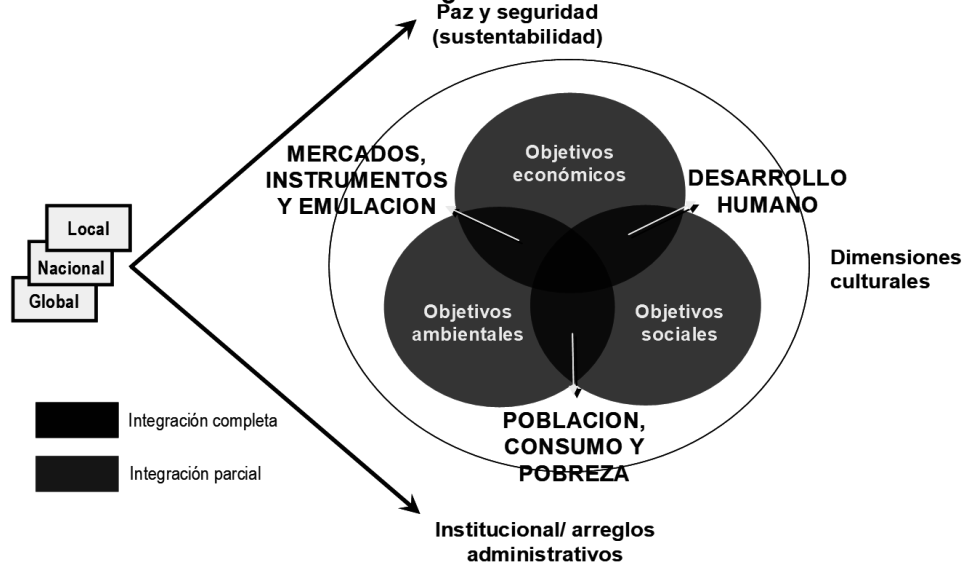 Paz y seguridad
(sustentabilidad)
Objetivos
económicos
MERCADOS,
INSTRUMENTOS
Y EMULACION
DESARROLLO
HUMANO
Local
Nacional
Global
Dimensiones
culturales
Objetivos
ambientales
Objetivos
sociales
POBLACION,
CONSUMO Y
POBREZA
Integración completa
Integración parcial
Institucional/ arreglos
administrativos